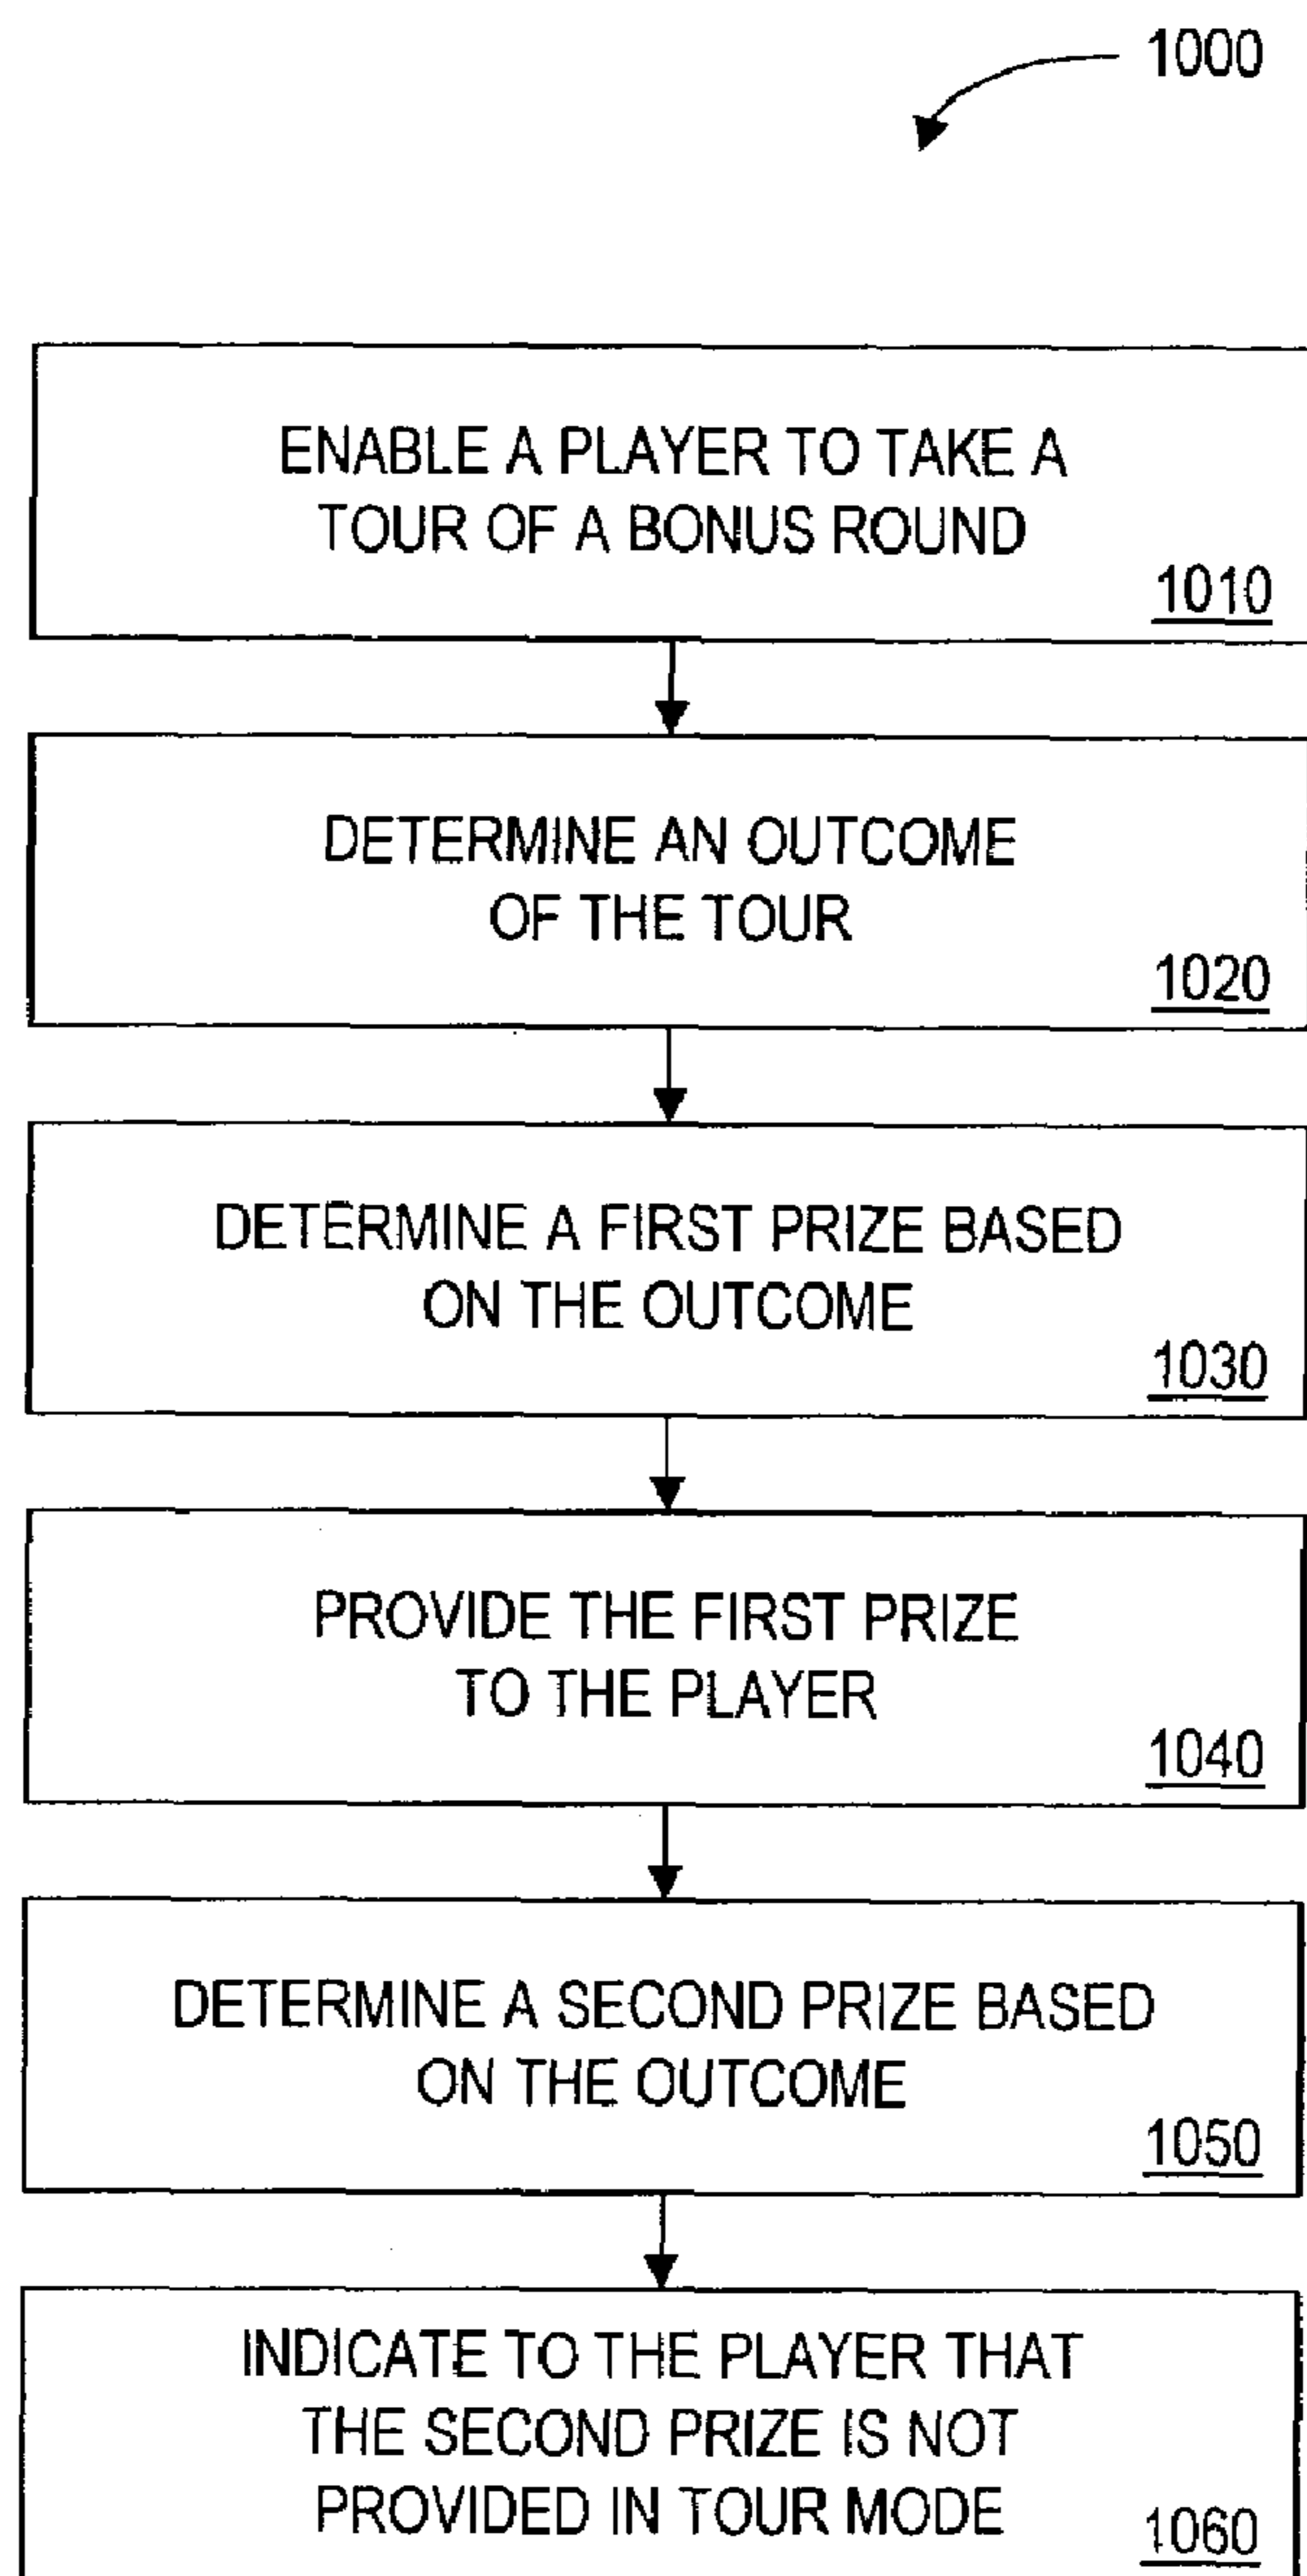 1000
ENABLE A PLAYER TO TAKE A
TOUR OF A BONUS ROUND
1010
DETERMINE AN OUTCOME
OF THE TOUR
1020
DETERMINE A FIRST PRIZE BASED
ON THE OUTCOME
1030
PROVIDE THE FIRST PRIZE
TO THE PLAYER
1040
DETERMINE A SECOND PRIZE BASED
ON THE OUTCOME
1050
INDICATE TO THE PLAYER THAT
THE SECOND PRIZE IS NOT
PROVIDED IN TOUR MODE
1060